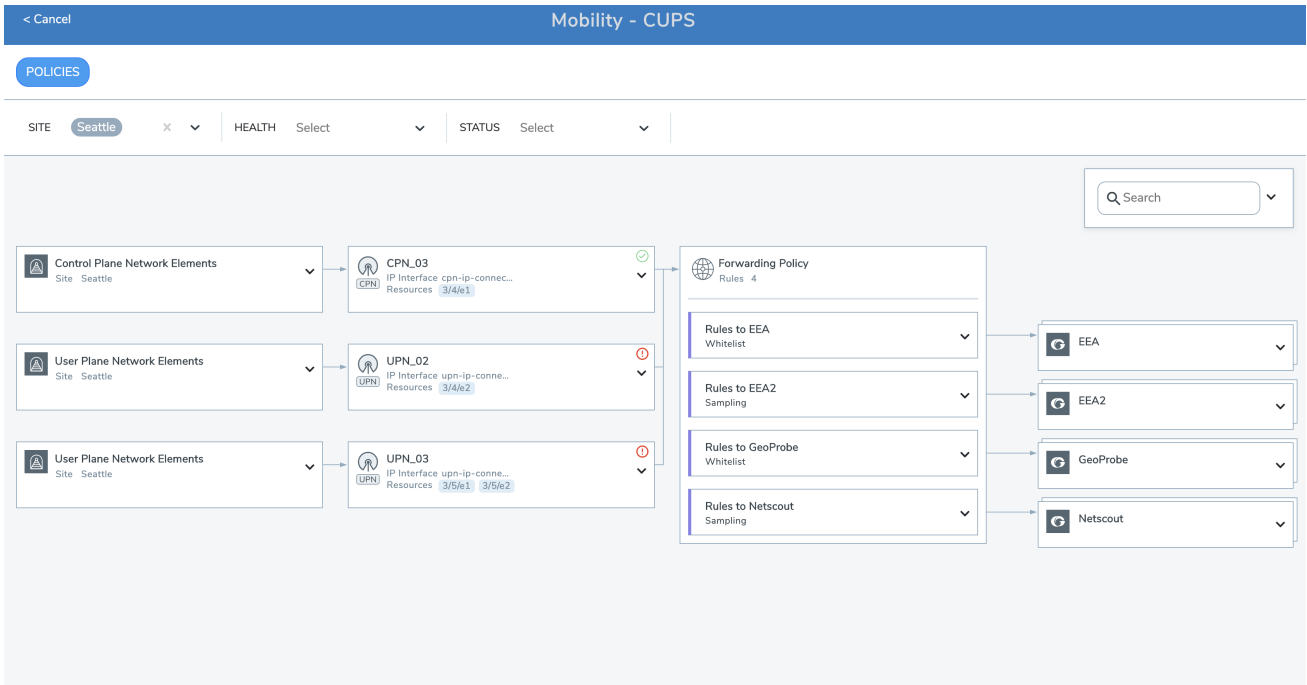 < Cancel
Mobility - CUPS
POLICIES
SITE Seattle
HEALTH Select
STATUS Select
Search
Control Plane Network Elements
Site Seattle
CPN
CPN_03
IP Interface cpn-ip-connec...
Resources 3/4/e1
User Plane Network Elements
Site Seattle
UPN
UPN_02
IP Interface upn-ip-conne...
Resources 3/4/e2
User Plane Network Elements
Site Seattle
UPN
UPN_03
IP Interface upn-ip-conne...
Resources 3/5/e1 3/5/e2
Forwarding Policy
Rules 4
Rules to EEA
Whitelist
Rules to EEA2
Sampling
Rules to GeoProbe
Whitelist
Rules to Netscout
Sampling
EEA
EEA2
GeoProbe
Netscout